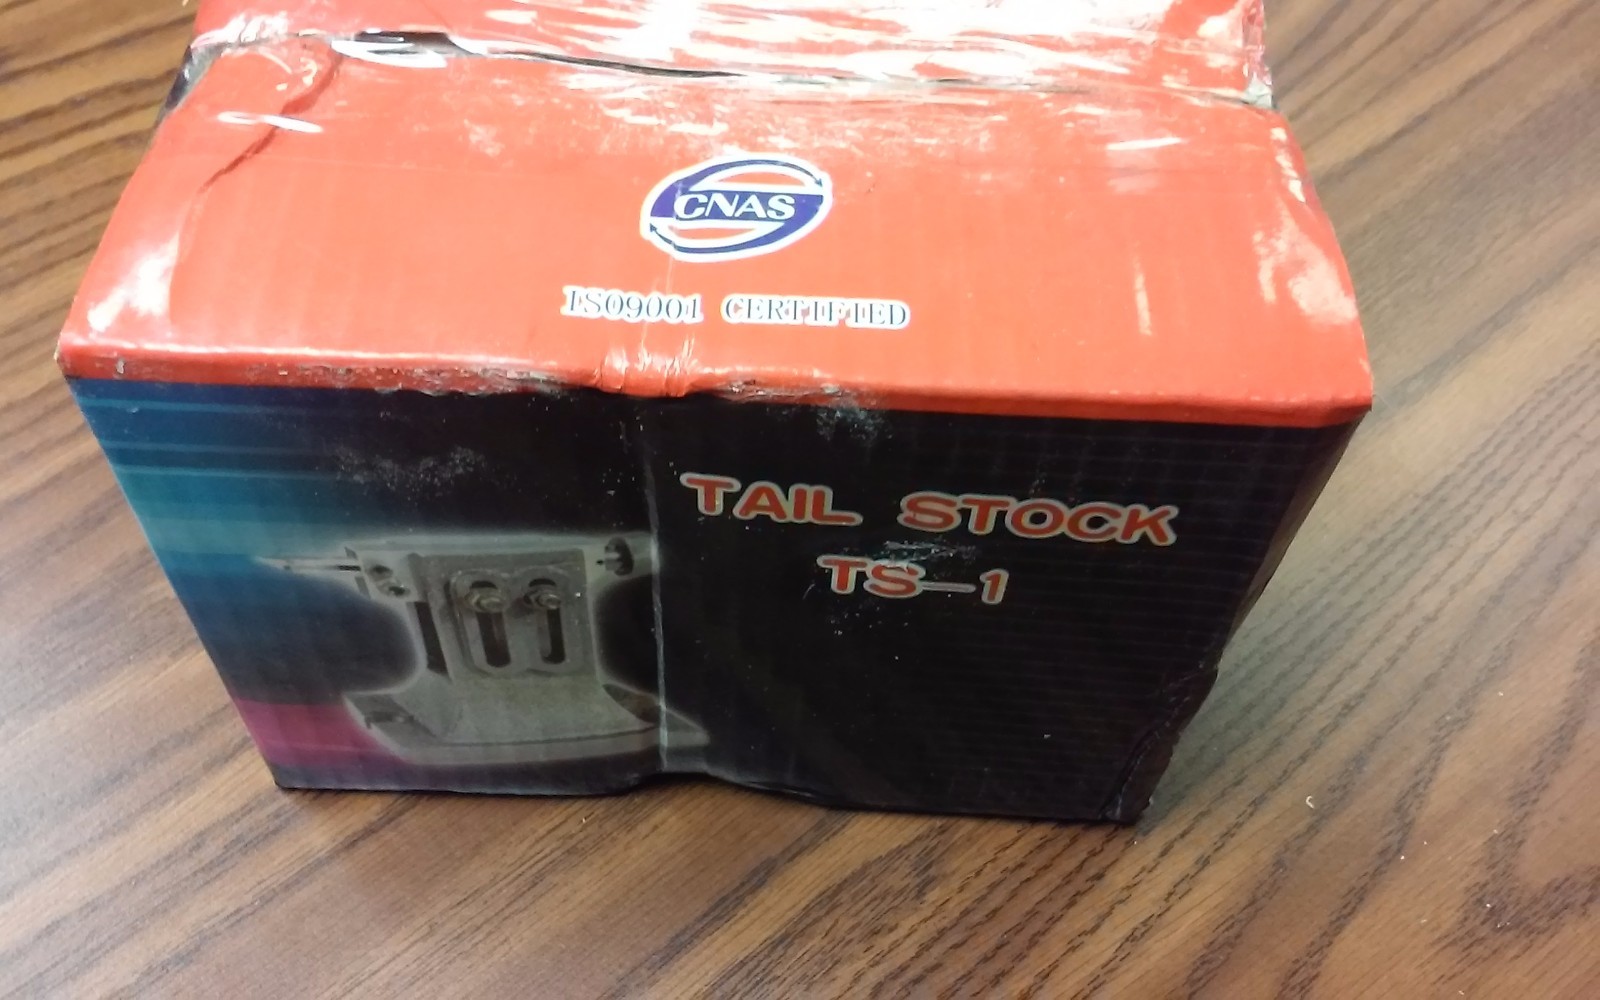 CNAS
ISO9001 CERTIFIED
TAIL STOCK
TS-1